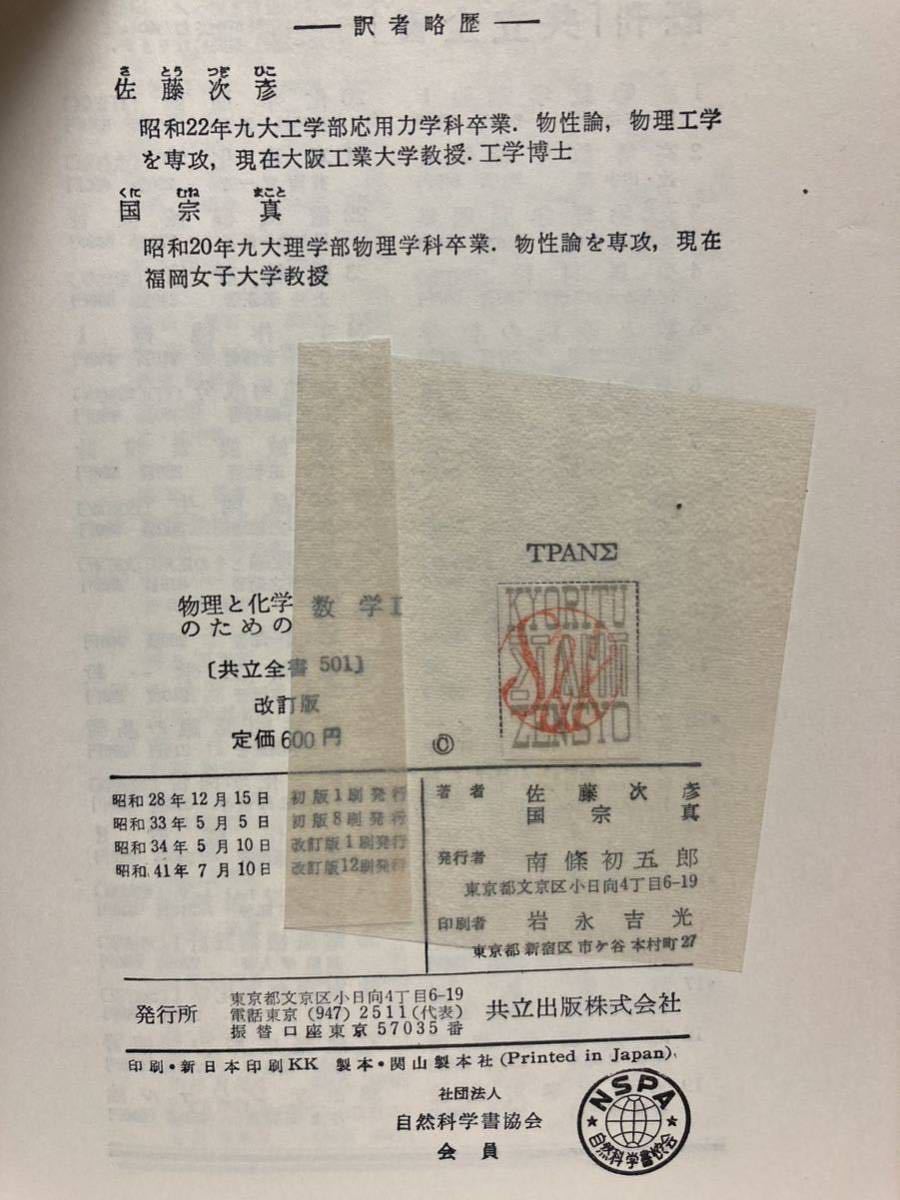 訳者略歴
さとうつぎひこ
佐藤次彦
昭和22年九大工学部応用力学科卒業．物性論，物理工学
を専攻，現在大阪工業大学教授・工学博士
くにむねまこと
国宗真
昭和20年九大理学部物理学科卒業．物性論を専攻，現在
福岡女子大学教授
ΤΡΑΝΣ
KYORITU
ZENSYO
物理と化学
のための 数学I
〔共立全書 501〕
改訂版
定価600円
©
昭和28年12月15日 初版1刷発行
昭和33年5月5日 初版8刷発行
昭和34年5月10日 改訂版1刷発行
昭和41年7月10日 改訂版12刷発行
著者 佐藤次彦
国宗真
発行者 南條初五郎
東京都文京区小日向4丁目6-19
印刷者 岩永吉光
東京都新宿区市ケ谷本村町27
発行所
東京都文京区小日向4丁目6-19
電話東京(947)2511(代表)
振替口座東京57035番
共立出版株式会社
印刷・新日本印刷KK 製本・関山製本社(Printed in Japan)
社団法人
自然科学書協会
会員
NSPA
自然科学書協会